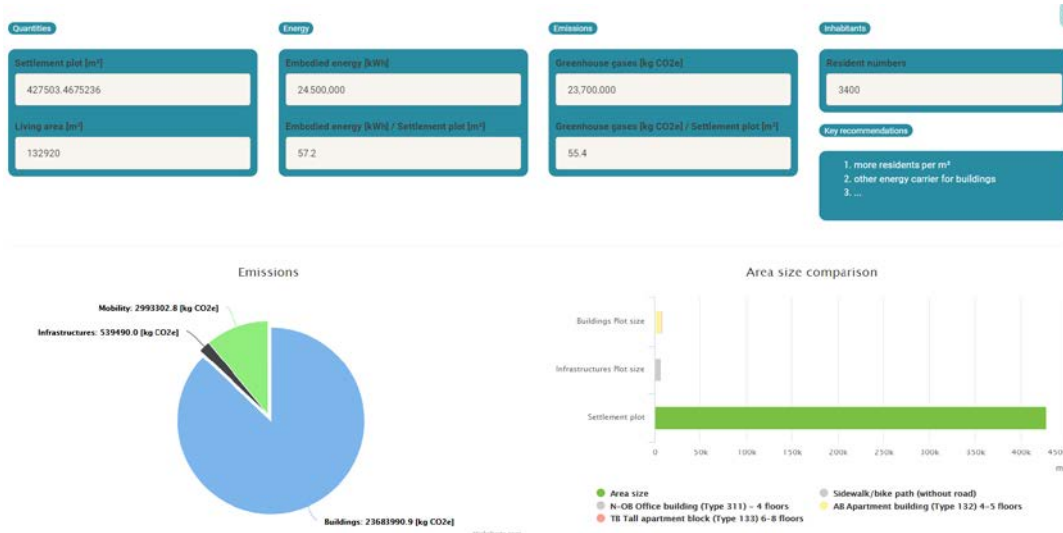 Quantities
Settlement plot [m²]
427503.4675236
Living area [m²]
132920
Energy
Embodied energy [kWh]
24.500.000
Embodied energy [kWh] / Settlement plot [m²]
57.2
Emissions
Greenhouse gases [kg CO2e]
23,700.000
Greenhouse gases [kg CO2e] / Settlement plot [m²]
55.4
Inhabitants
Resident numbers
3400
Key recommendations
1. more residents per m²
2. other energy carrier for buildings
3. ...
Emissions
Mobility: 2993302.8 [kg CO2e]
Infrastructures: 539490.0 [kg CO2e]
Buildings: 23683990.9 [kg CO2e]
Area size comparison
Buildings Plot size
Infrastructures Plot size
Settlement plot
0 50k 100k 150k 200k 250k 300k 350k 400k 450
m
Area size
Sidewalk/bike path (without road)
N-OB Office building (Type 311) - 4 floors
AB Apartment building (Type 132) 4-5 floors
TB Tall apartment block (Type 133) 6-8 floors